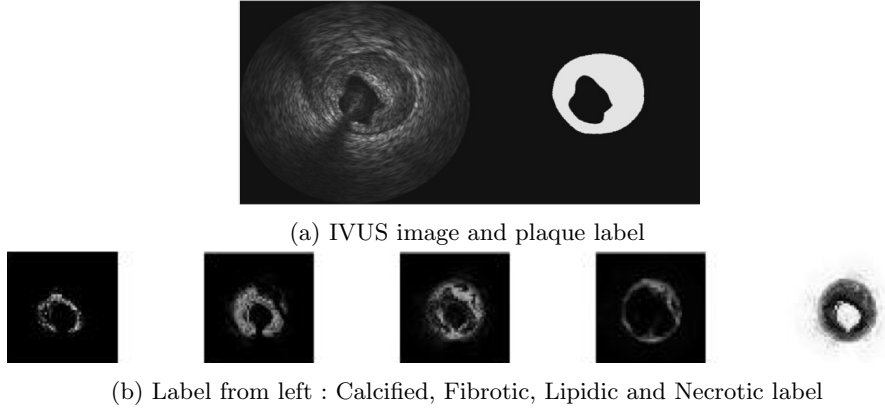 (a) IVUS image and plaque label
(b) Label from left : Calcified, Fibrotic, Lipidic and Necrotic label